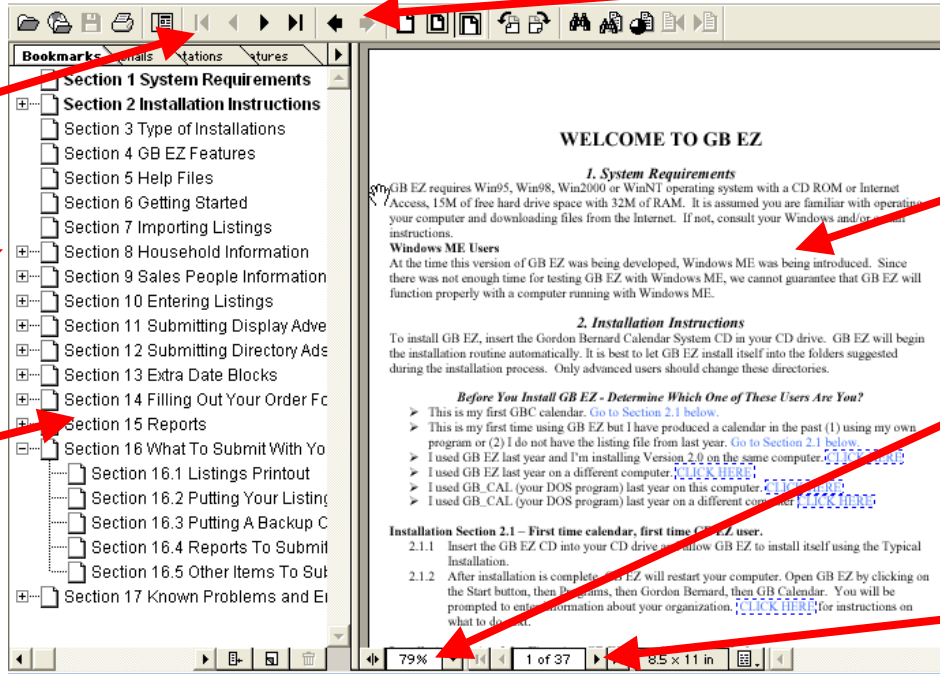 Bookmarks
Section 1 System Requirements
Section 2 Installation Instructions
Section 3 Type of Installations
Section 4 GB EZ Features
Section 5 Help Files
Section 6 Getting Started
Section 7 Importing Listings
Section 8 Household Information
Section 9 Sales People Information
Section 10 Entering Listings
Section 11 Submitting Display Adve
Section 12 Submitting Directory Ads
Section 13 Extra Date Blocks
Section 14 Filling Out Your Order Fo
Section 15 Reports
Section 16 What To Submit With Yo
Section 16.1 Listings Printout
Section 16.2 Putting Your Listing
Section 16.3 Putting A Backup C
Section 16.4 Reports To Submit
Section 16.5 Other Items To Sub
Section 17 Known Problems and Er
WELCOME TO GB EZ
1. System Requirements
GB EZ requires Win95, Win98, Win2000 or WinNT operating system with a CD ROM or Internet
Access, 15M of free hard drive space with 32M of RAM. It is assumed you are familiar with operating
your computer and downloading files from the Internet. If not, consult your Windows and/or
instructions.
Windows ME Users
At the time this version of GB EZ was being developed, Windows ME was being introduced. Since
there was not enough time for testing GB EZ with Windows ME, we cannot guarantee that GB EZ will
function properly with a computer running with Windows ME.
2. Installation Instructions
To install GB EZ, insert the Gordon Bernard Calendar System CD in your CD drive. GB EZ will begin
the installation routine automatically. It is best to let GB EZ install itself into the folders suggested
during the installation process. Only advanced users should change these directories.
Before You Install GB EZ - Determine Which One of These Users Are You?
➢ This is my first GBC calendar. Go to Section 2.1 below.
➢ This is my first time using GB EZ but I have produced a calendar in the past (1) using my own
program or (2) I do not have the listing file from last year. Go to Section 2.1 below.
➢ I used GB EZ last year and I'm installing Version 2.0 on the same computer. CLICK HERE
➢ I used GB EZ last year on a different computer. CLICK HERE
➢ I used GB_CAL (your DOS program) last year on this computer. CLICK HERE
➢ I used GB_CAL (your DOS program) last year on a different computer CLICK HERE
Installation Section 2.1 – First time calendar, first time GB EZ user.
2.1.1 Insert the GB EZ CD into your CD drive and allow GB EZ to install itself using the Typical
Installation.
2.1.2 After installation is complete, GB EZ will restart your computer. Open GB EZ by clicking on
the Start button, then Programs, then Gordon Bernard, then GB Calendar. You will be
prompted to enter information about your organization. CLICK HERE for instructions on
what to do next.
79% 1 of 37 8.5 x 11 in